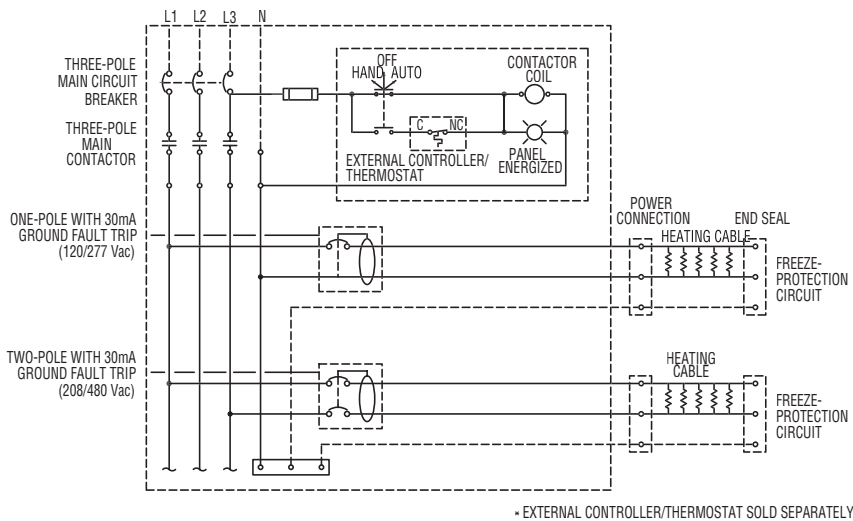 L1 L2 L3 N
THREE-POLE
MAIN CIRCUIT
BREAKER
THREE-POLE
MAIN
CONTACTOR
OFF
HAND AUTO
CONTACTOR
COIL
C NC
EXTERNAL CONTROLLER/
THERMOSTAT
PANEL
ENERGIZED
ONE-POLE WITH 30mA
GROUND FAULT TRIP
(120/277 Vac)
POWER
CONNECTION
END SEAL
HEATING CABLE
FREEZE-
PROTECTION
CIRCUIT
TWO-POLE WITH 30mA
GROUND FAULT TRIP
(208/480 Vac)
HEATING
CABLE
FREEZE-
PROTECTION
CIRCUIT
* EXTERNAL CONTROLLER/THERMOSTAT SOLD SEPARATELY